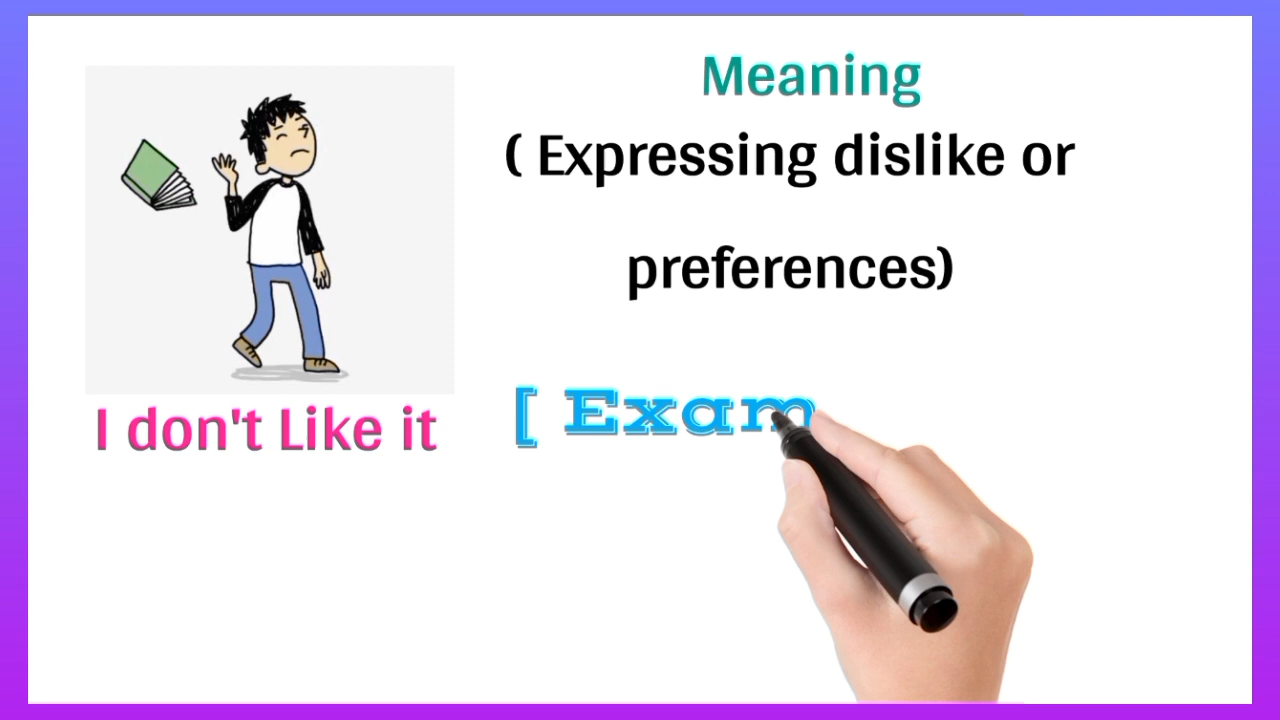 Meaning
( Expressing dislike or
preferences)
I don't Like it
[ Exam